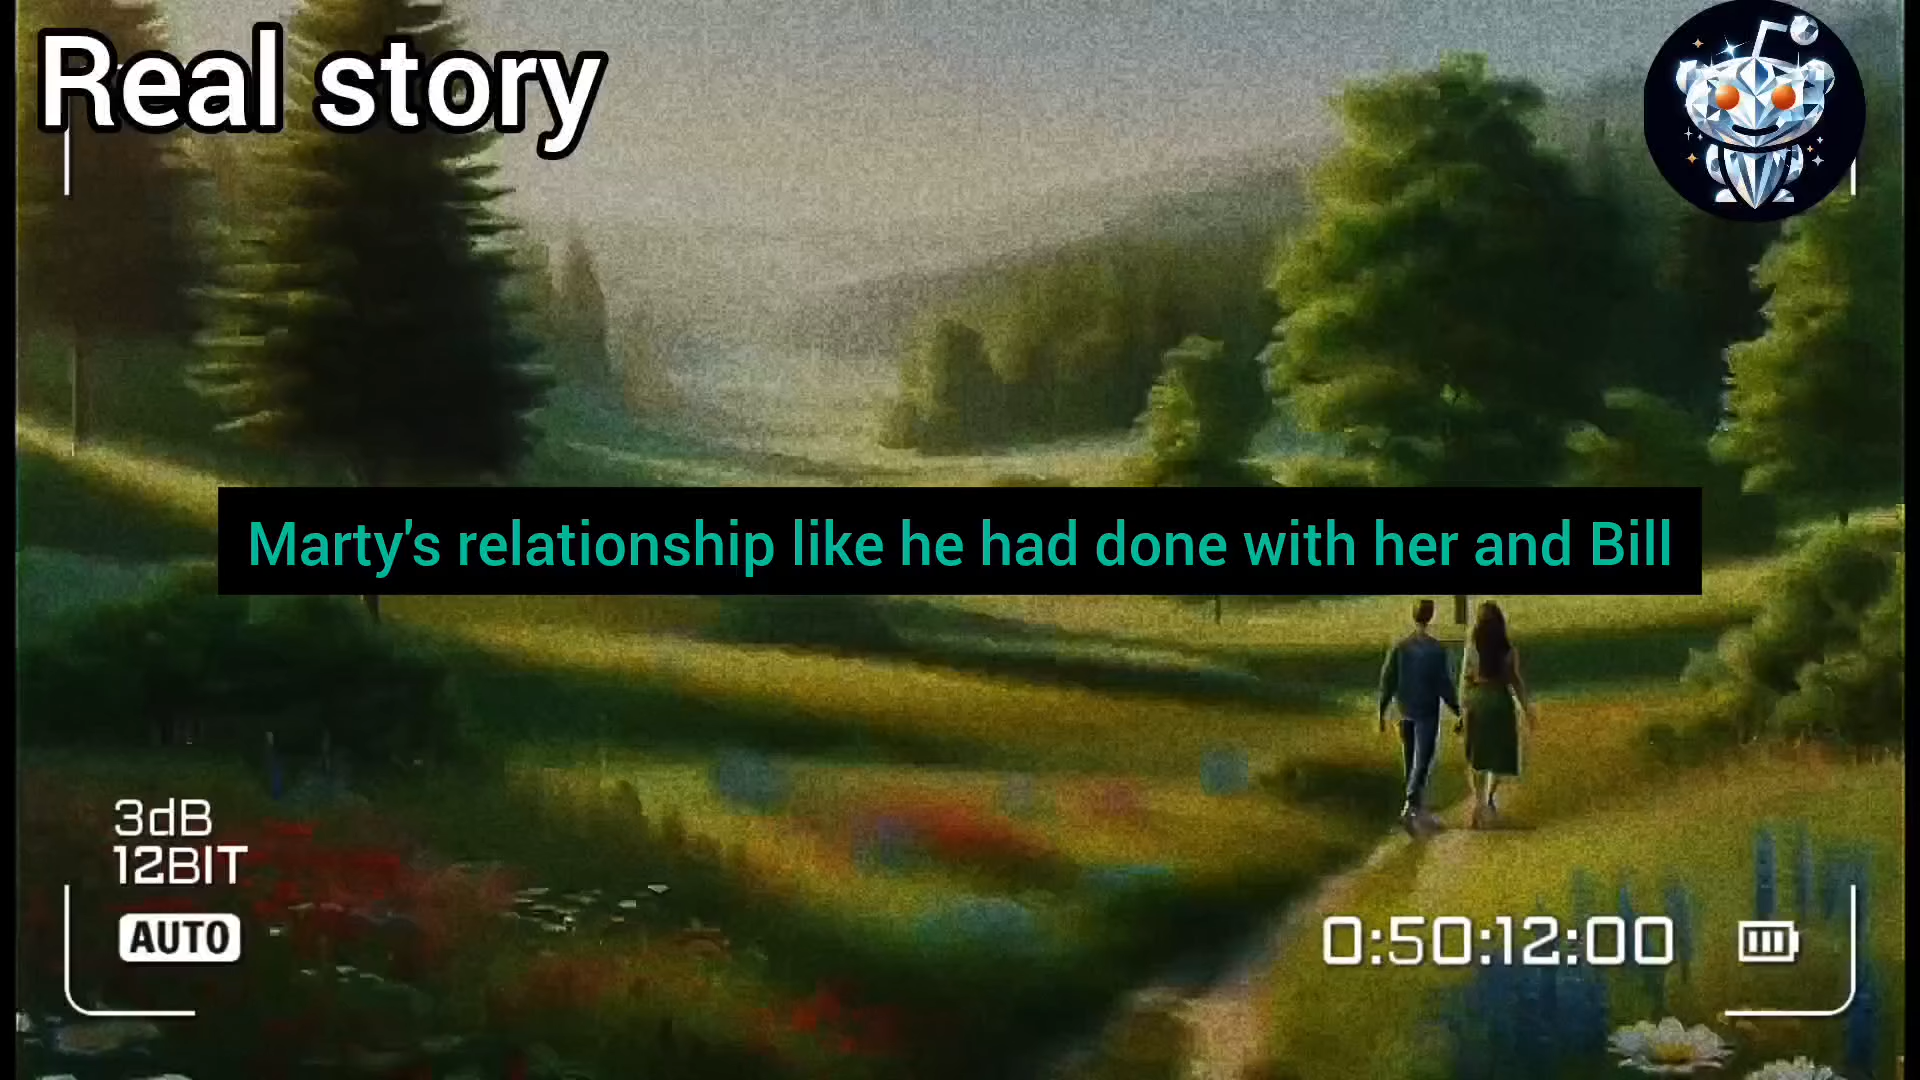 Real story
Marty's relationship like he had done with her and Bill
3dB
12BIT
AUTO
0:50:12:00